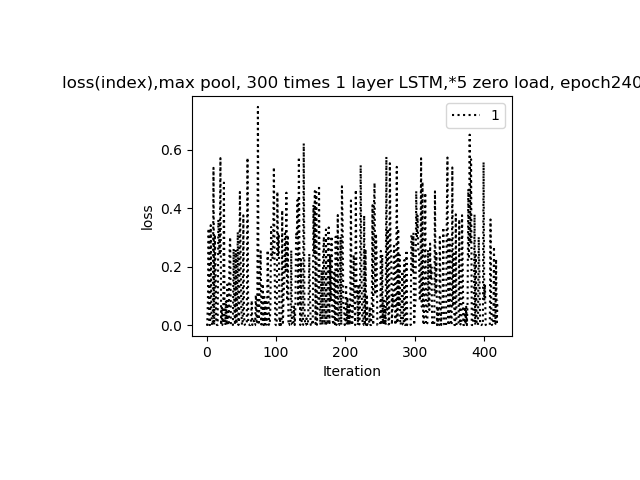 loss(index),max pool, 300 times 1 layer LSTM,*5 zero load, epoch240
1
loss
0.6
0.4
0.2
0.0
0 100 200 300 400
Iteration